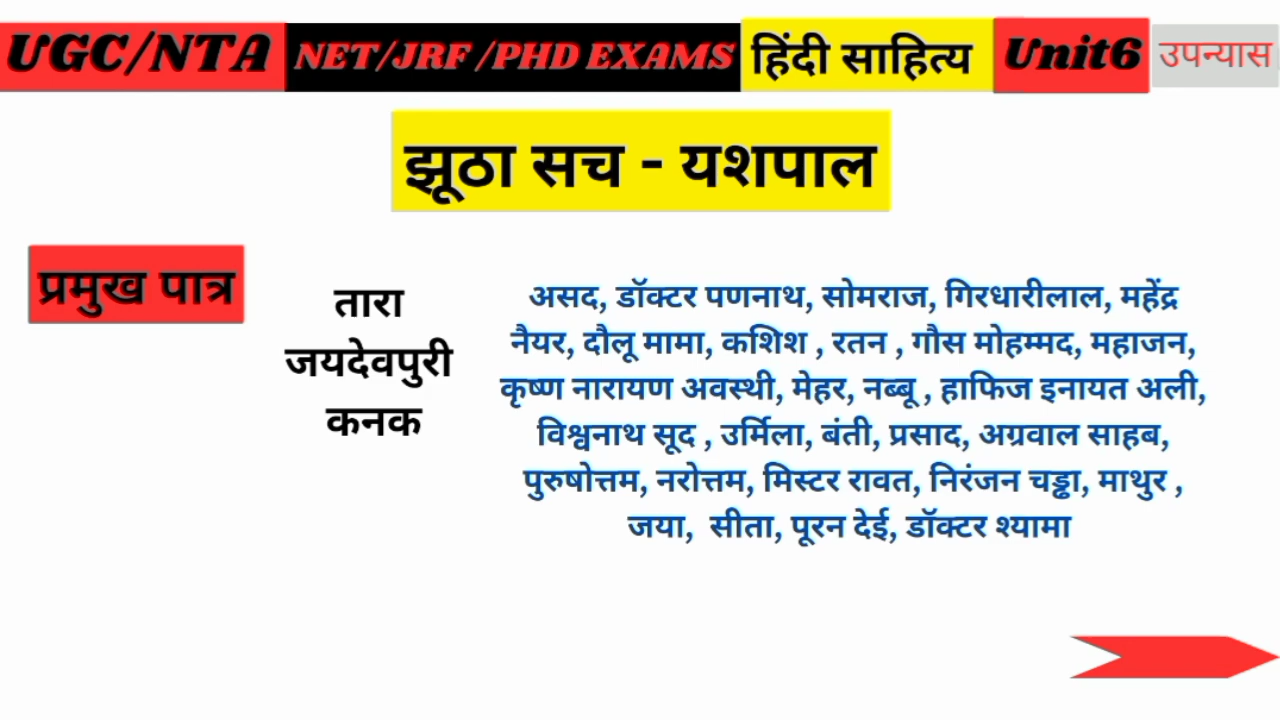 UGC/NTA NET/JRF /PHD EXAMS हिंदी साहित्य Unit6 उपन्यास
झूठा सच - यशपाल
प्रमुख पात्र
तारा
जयदेवपुरी
कनक
असद, डॉक्टर पणनाथ, सोमराज, गिरधारीलाल, महेंद्र
नैयर, दौलू मामा, कशिश , रतन , गौस मोहम्मद, महाजन,
कृष्ण नारायण अवस्थी, मेहर, नब्बू , हाफिज इनायत अली,
विश्वनाथ सूद , उर्मिला, बंती, प्रसाद, अग्रवाल साहब,
पुरुषोत्तम, नरोत्तम, मिस्टर रावत, निरंजन चड्ढा, माथुर ,
जया, सीता, पूरन देई, डॉक्टर श्यामा